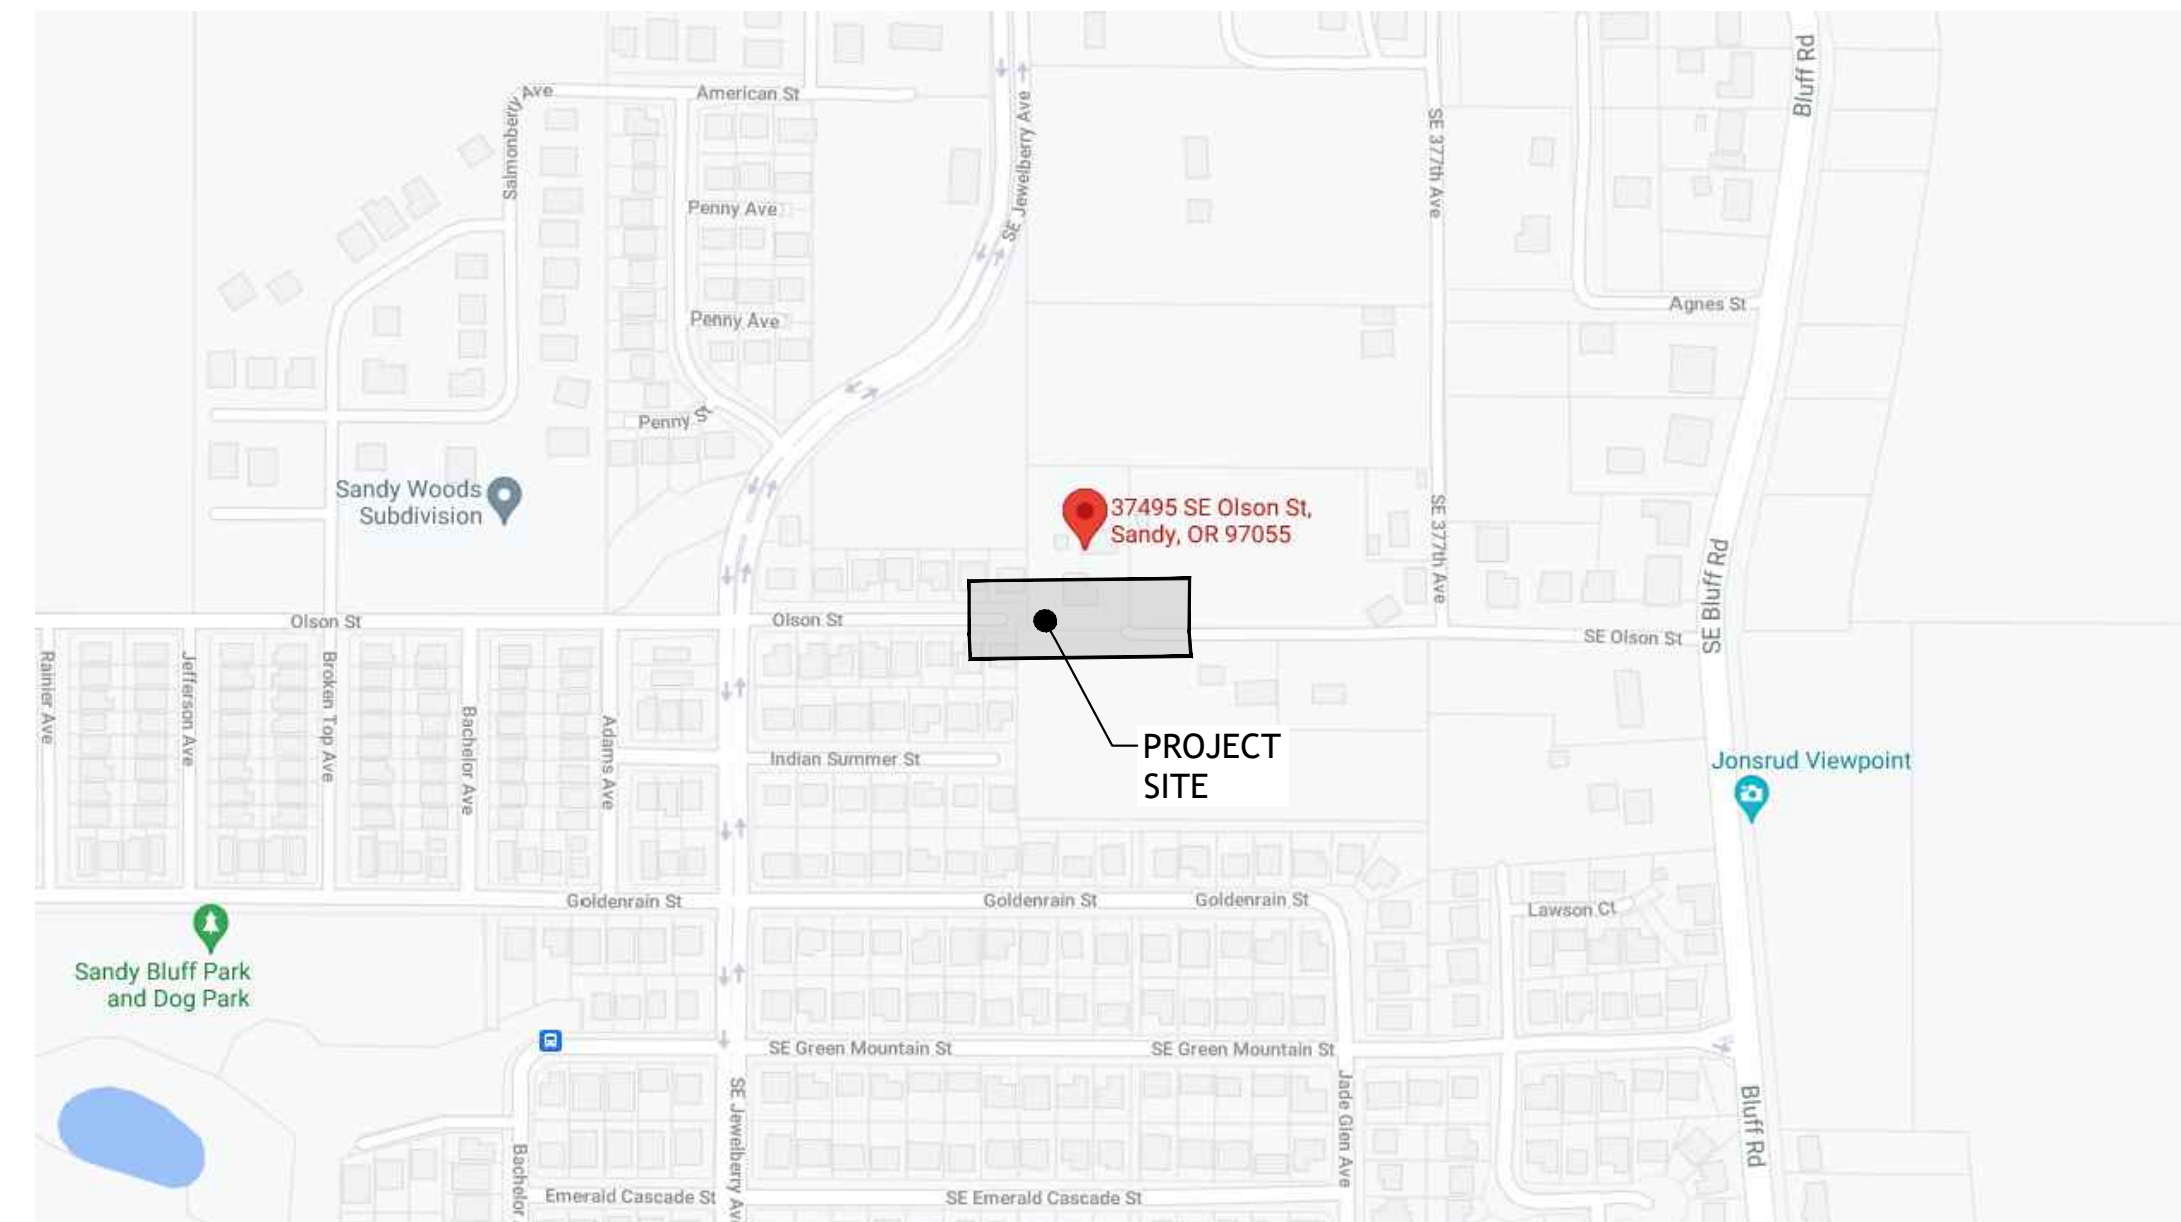 Bluff Rd
American St
Salmonberry Ave
SE Jewelberry Ave
SE 377th Ave
Penny Ave
Agnes St
Penny Ave
Penny St
Sandy Woods
Subdivision
37495 SE Olson St,
Sandy, OR 97055
SE 377th Ave
SE Bluff Rd
Olson St
Olson St
SE Olson St
Rainier Ave
Jefferson Ave
Broken Top Ave
Bachelor Ave
Adams Ave
PROJECT
SITE
Indian Summer St
Jonsrud Viewpoint
Goldenrain St
Goldenrain St
Goldenrain St
Lawson Ct
Sandy Bluff Park
and Dog Park
SE Green Mountain St
SE Green Mountain St
SE Jewelberry Ave
Jade Glen Ave
Bluff Rd
Bachelor
Emerald Cascade St
SE Emerald Cascade St